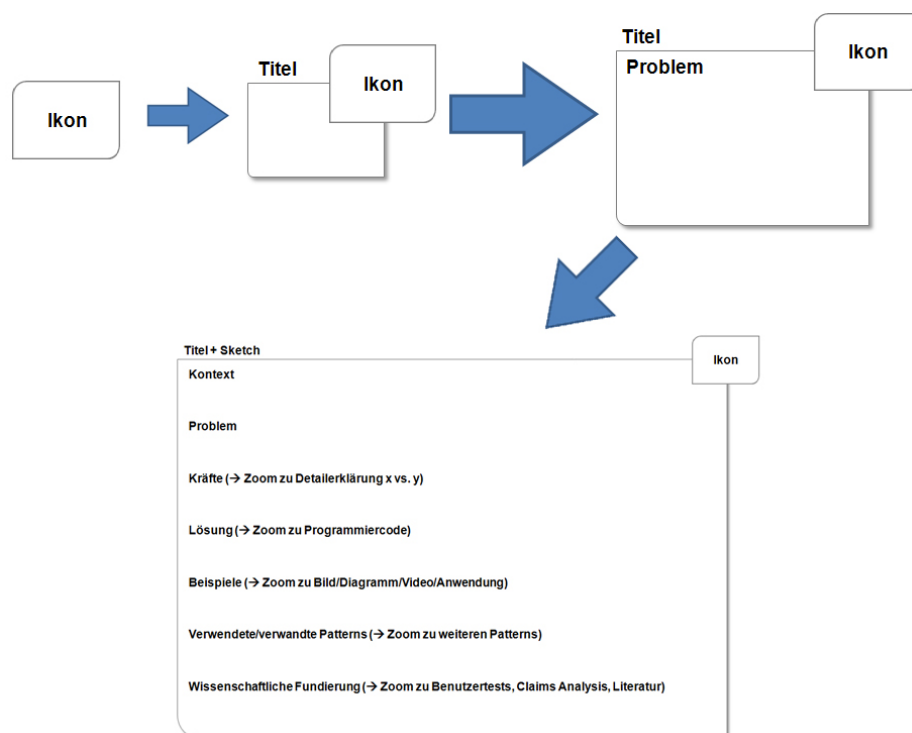 Ikon
Titel
Ikon
Titel
Problem
Ikon
Titel + Sketch
Ikon
Kontext
Problem
Kräfte (→ Zoom zu Detailerklärung x vs. y)
Lösung (→ Zoom zu Programmiercode)
Beispiele (→ Zoom zu Bild/Diagramm/Video/Anwendung)
Verwendete/verwandte Patterns (→ Zoom zu weiteren Patterns)
Wissenschaftliche Fundierung (→ Zoom zu Benutzertests, Claims Analysis, Literatur)